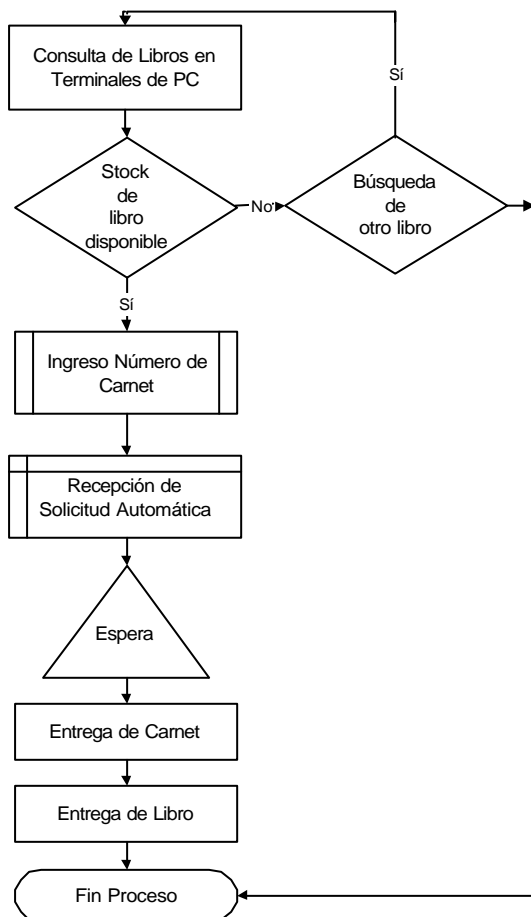 Consulta de Libros en
Terminales de PC
Sí
Stock
de
libro
disponible
No
Búsqueda
de
otro libro
Sí
Ingreso Número de
Carnet
Recepción de
Solicitud Automática
Espera
Entrega de Carnet
Entrega de Libro
Fin Proceso